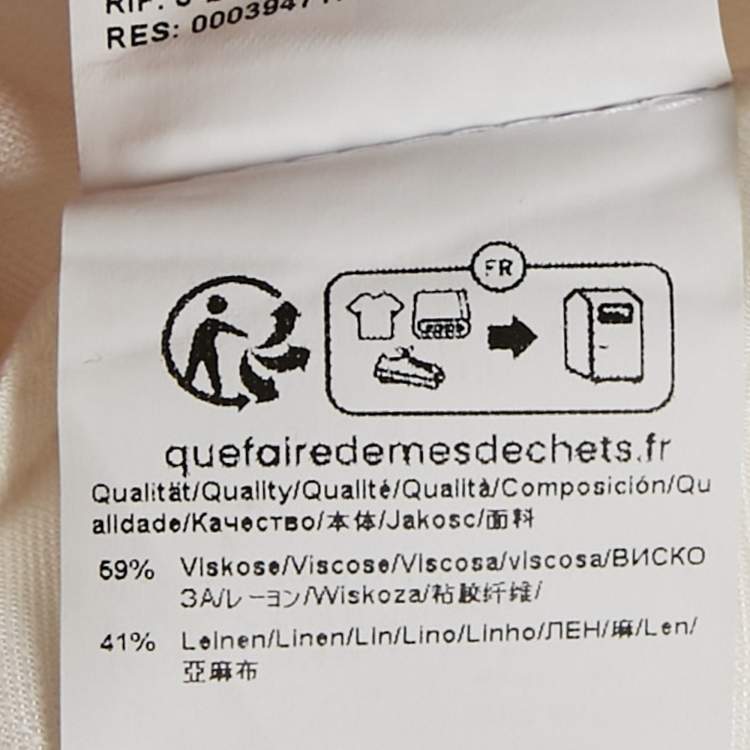 RES: 000394
FR
quefairedemesdechets.fr
Qualität/Quality/Qualité/Qualità/Composición/Qu
alidade/Качество/本体/Jakosc/面料
59% Viskose/Viscose/Viscosa/viscosa/ВИСКО
ЗА/レーヨン/Wiskoza/粘胶纤维/
41% Leinen/Linen/Lin/Lino/Linho/ЛЕН/麻/Len/
亞麻布